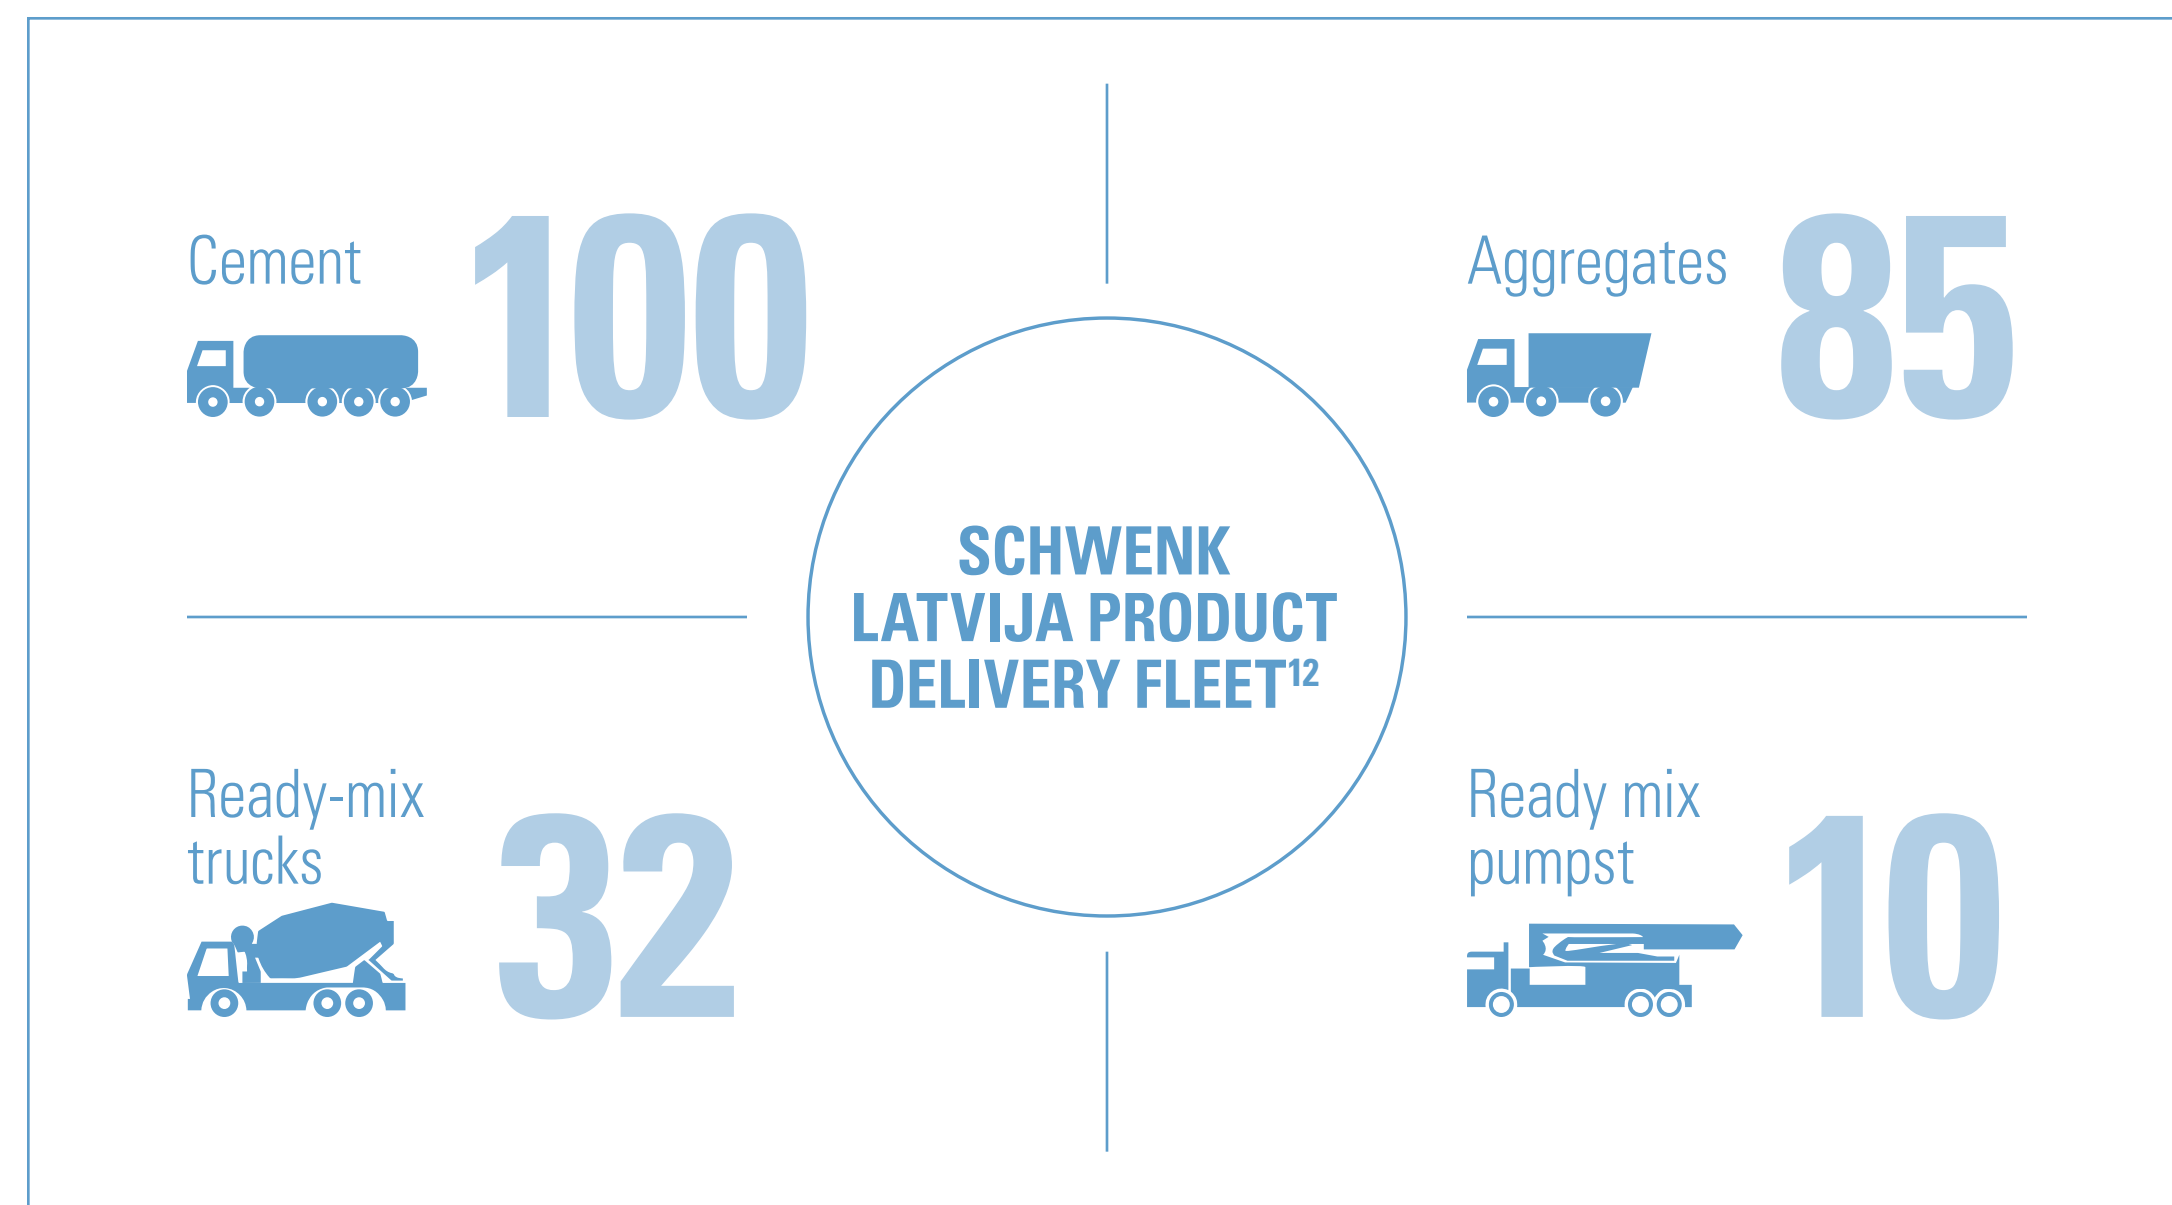 Cement
100
Aggregates
85
SCHWENK
LATVIJA PRODUCT
DELIVERY FLEET¹²
Ready-mix
trucks
32
Ready mix
pumpst
10